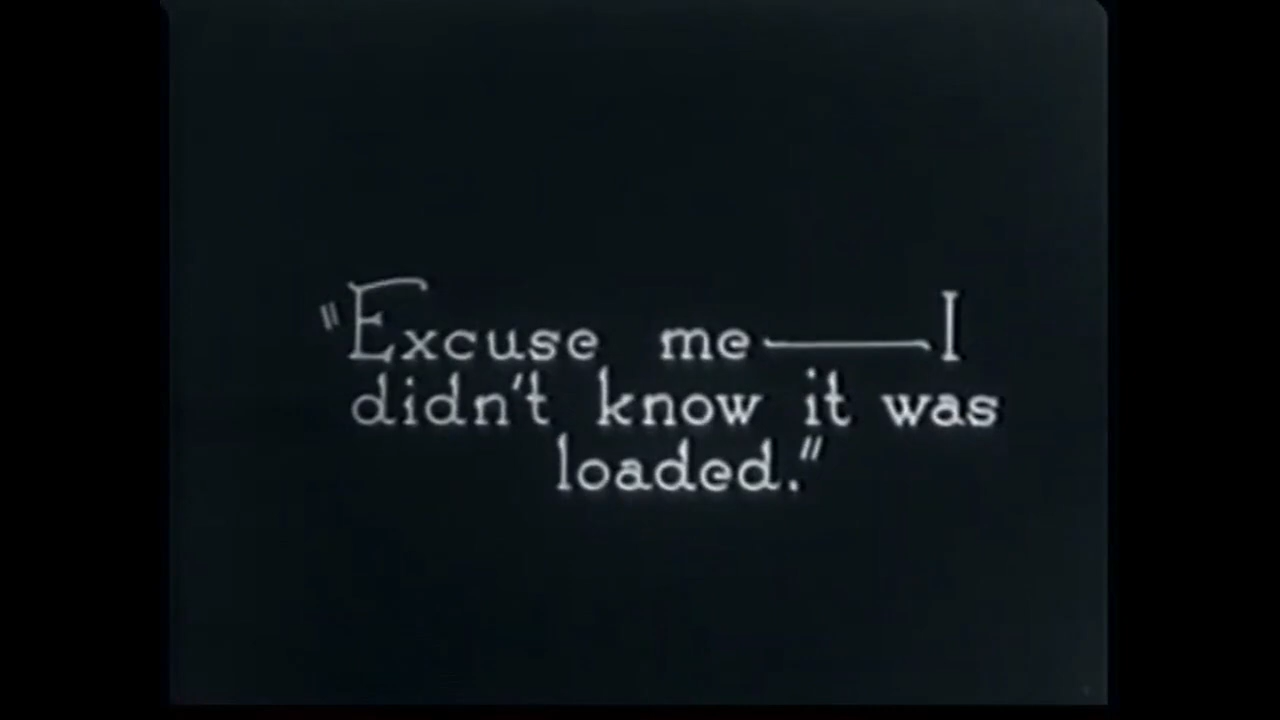 "Excuse me——I
didn't know it was
loaded."